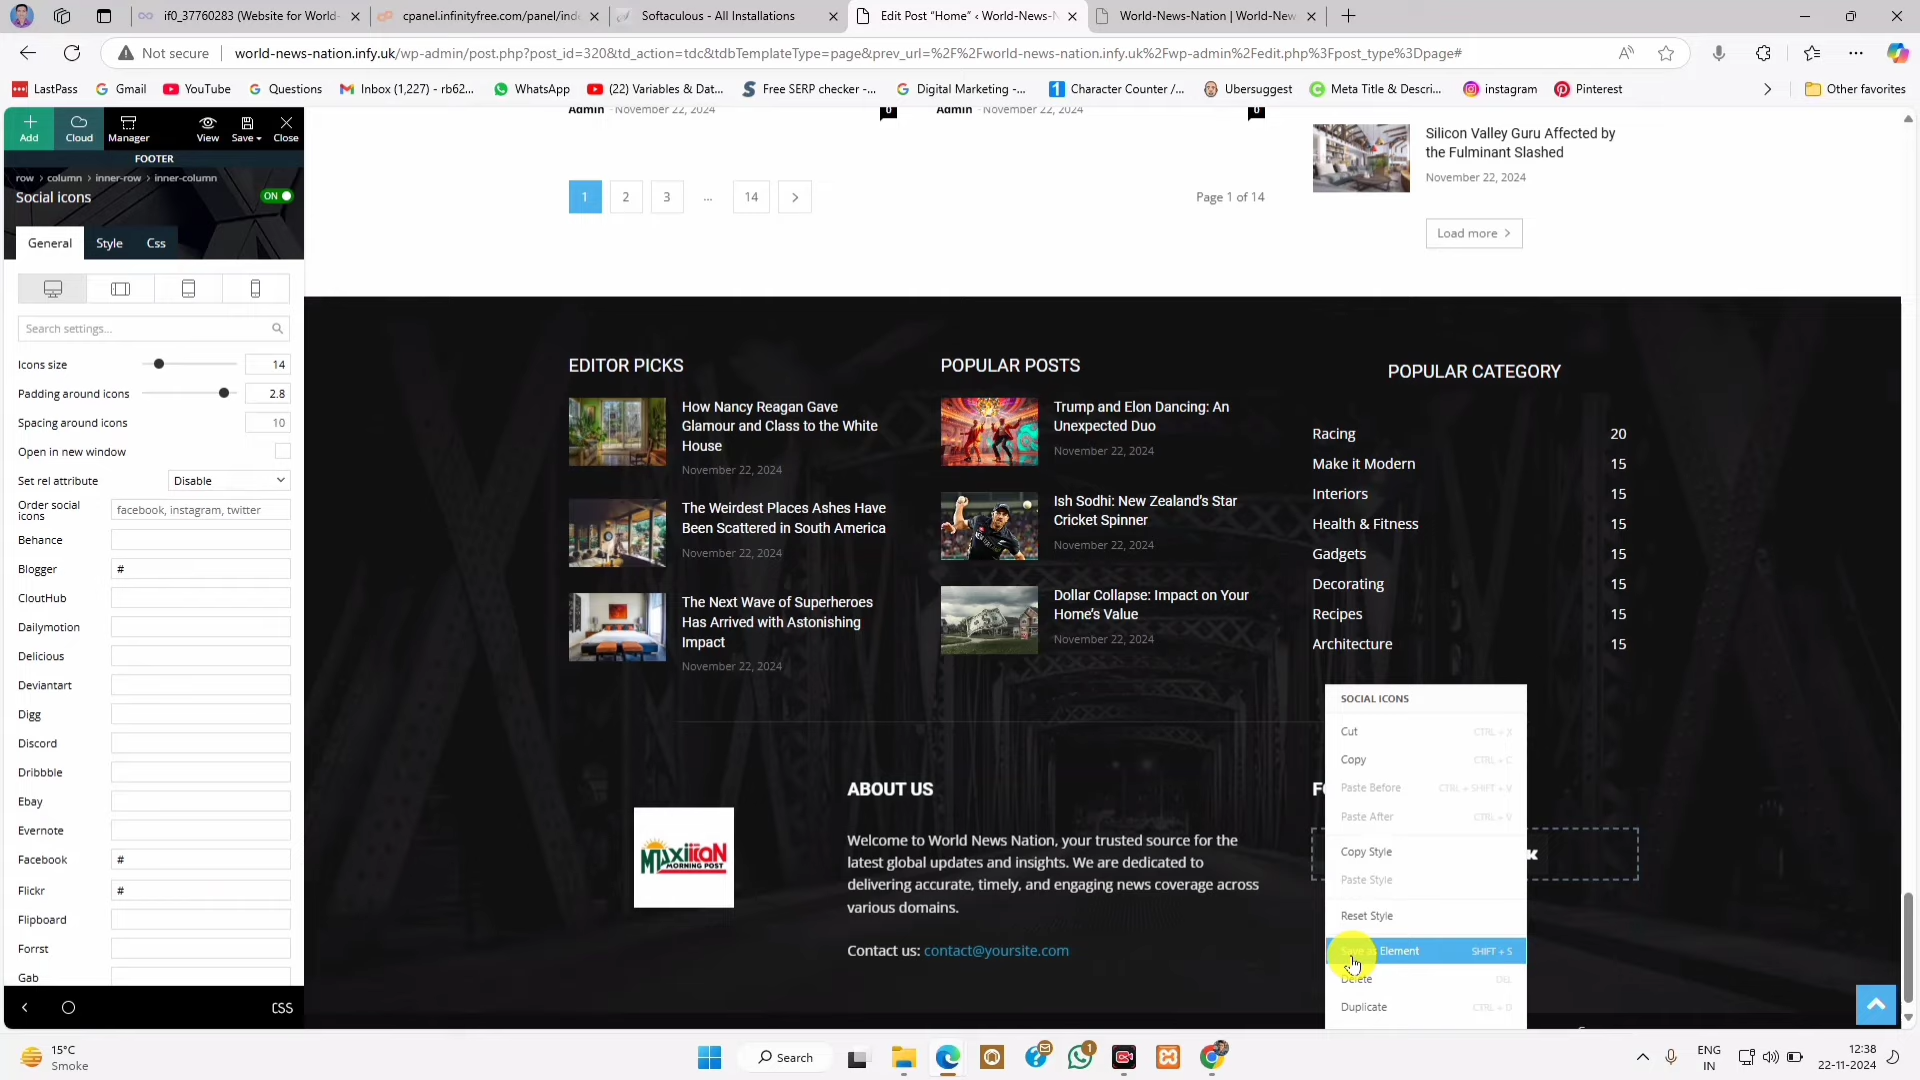 if0_37760283 (Website for World-
cpanel.infinityfree.com/panel/ind
Softaculous - All Installations
Edit Post “Home” ‹ World-News-N
World-News-Nation | World-New
Not secure
world-news-nation.infy.uk/wp-admin/post.php?post_id=320&td_action=tdc&tdbTemplateType=page&prev_url=%2F%2Fworld-news-nation.infy.uk%2Fwp-admin%2Fedit.php%3Fpost_type%3Dpage#
LastPass
Gmail
YouTube
Questions
Inbox (1,227) - rb62...
WhatsApp
(22) Variables & Dat...
Free SERP checker -...
Digital Marketing -...
Character Counter /...
Ubersuggest
Meta Title & Descri...
instagram
Pinterest
Other favorites
Add
Cloud
Manager
View
Save
Close
FOOTER
row > column > inner-row > inner-column
Social icons
ON
General
Style
Css
Search settings...
Icons size 14
Padding around icons 2.8
Spacing around icons 10
Open in new window
Set rel attribute Disable
Order social icons facebook, instagram, twitter
Behance
Blogger #
CloutHub
Dailymotion
Delicious
Deviantart
Digg
Discord
Dribbble
Ebay
Evernote
Facebook #
Flickr #
Flipboard
Forrst
Gab
CSS
Admin - November 22, 2024 0
Admin - November 22, 2024 0
1 2 3 ... 14 >
Page 1 of 14
Silicon Valley Guru Affected by
the Fulminant Slashed
November 22, 2024
Load more >
EDITOR PICKS
How Nancy Reagan Gave
Glamour and Class to the White
House
November 22, 2024
The Weirdest Places Ashes Have
Been Scattered in South America
November 22, 2024
The Next Wave of Superheroes
Has Arrived with Astonishing
Impact
November 22, 2024
POPULAR POSTS
Trump and Elon Dancing: An
Unexpected Duo
November 22, 2024
Ish Sodhi: New Zealand’s Star
Cricket Spinner
November 22, 2024
Dollar Collapse: Impact on Your
Home’s Value
November 22, 2024
POPULAR CATEGORY
Racing 20
Make it Modern 15
Interiors 15
Health & Fitness 15
Gadgets 15
Decorating 15
Recipes 15
Architecture 15
MORNING POST
ABOUT US
Welcome to World News Nation, your trusted source for the
latest global updates and insights. We are dedicated to
delivering accurate, timely, and engaging news coverage across
various domains.
Contact us: contact@yoursite.com
SOCIAL ICONS
Cut CTRL + X
Copy CTRL + C
Paste Before CTRL + SHIFT + V
Paste After CTRL + V
Copy Style
Paste Style
Reset Style
Save as Element SHIFT + S
Delete DEL
Duplicate CTRL + D
15°C
Smoke
Search
1
ENG
IN
12:38
22-11-2024